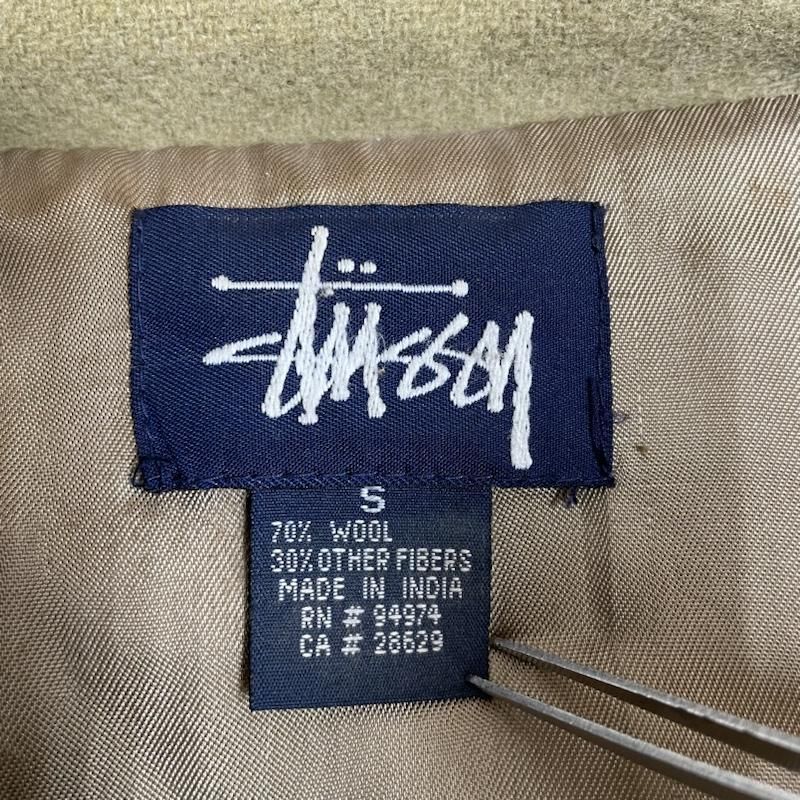 Stüssy
S
70% WOOL
30% OTHER FIBERS
MADE IN INDIA
RN # 94974
CA # 28629